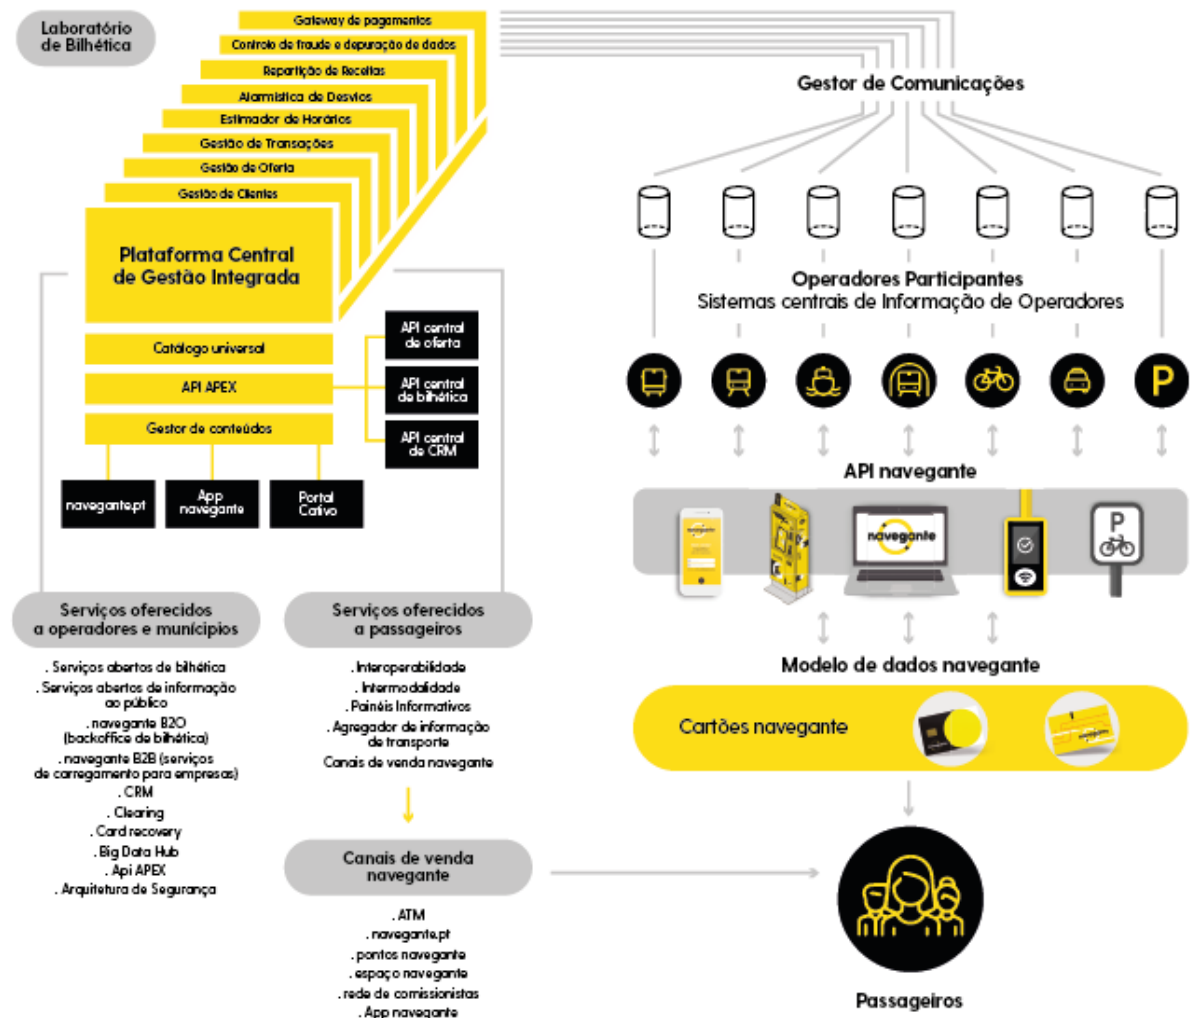 Laboratório
de Bilhética
Gateway de pagamentos
Controlo de fraude e depuração de dados
Repartição de Receitas
Alarmística de Desvios
Estimador de Horários
Gestão de Transações
Gestão de Oferta
Gestão de Clientes
Plataforma Central
de Gestão Integrada
Catálogo universal
API APEX
Gestor de conteúdos
API central
de oferta
API central
de bilhética
API central
de CRM
navegante.pt
App
navegante
Portal
Cativo
Serviços oferecidos
a operadores e munícipios
. Serviços abertos de bilhética
. Serviços abertos de informação
ao público
. navegante B2O
(backoffice de bilhética)
. navegante B2B (serviços
de carregamento para empresas)
. CRM
. Clearing
. Card recovery
. Big Data Hub
. Api APEX
. Arquitetura de Segurança
Serviços oferecidos
a passageiros
. Interoperabilidade
. Intermodalidade
. Painéis Informativos
. Agregador de informação
de transporte
Canais de venda navegante
Canais de venda
navegante
. ATM
. navegante.pt
. pontos navegante
. espaço navegante
. rede de comissionistas
. App navegante
Gestor de Comunicações
Operadores Participantes
Sistemas centrais de Informação de Operadores
P
API navegante
navegante
P
Modelo de dados navegante
Cartões navegante
Passageiros